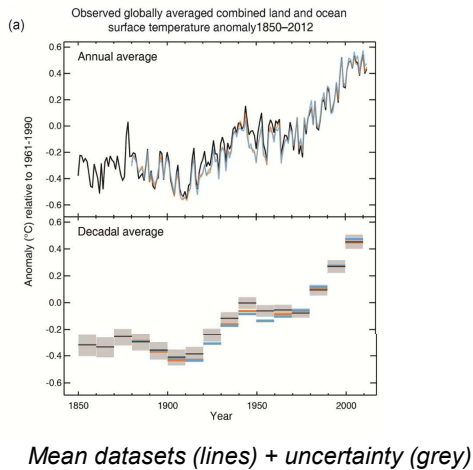 Observed globally averaged combined land and ocean
surface temperature anomaly1850–2012
(a)
Annual average
0.6
0.4
0.2
0.0
-0.2
-0.4
-0.6
Anomaly (°C) relative to 1961-1990
Decadal average
0.6
0.4
0.2
0.0
-0.2
-0.4
-0.6
1850
1900
1950
2000
Year
Mean datasets (lines) + uncertainty (grey)